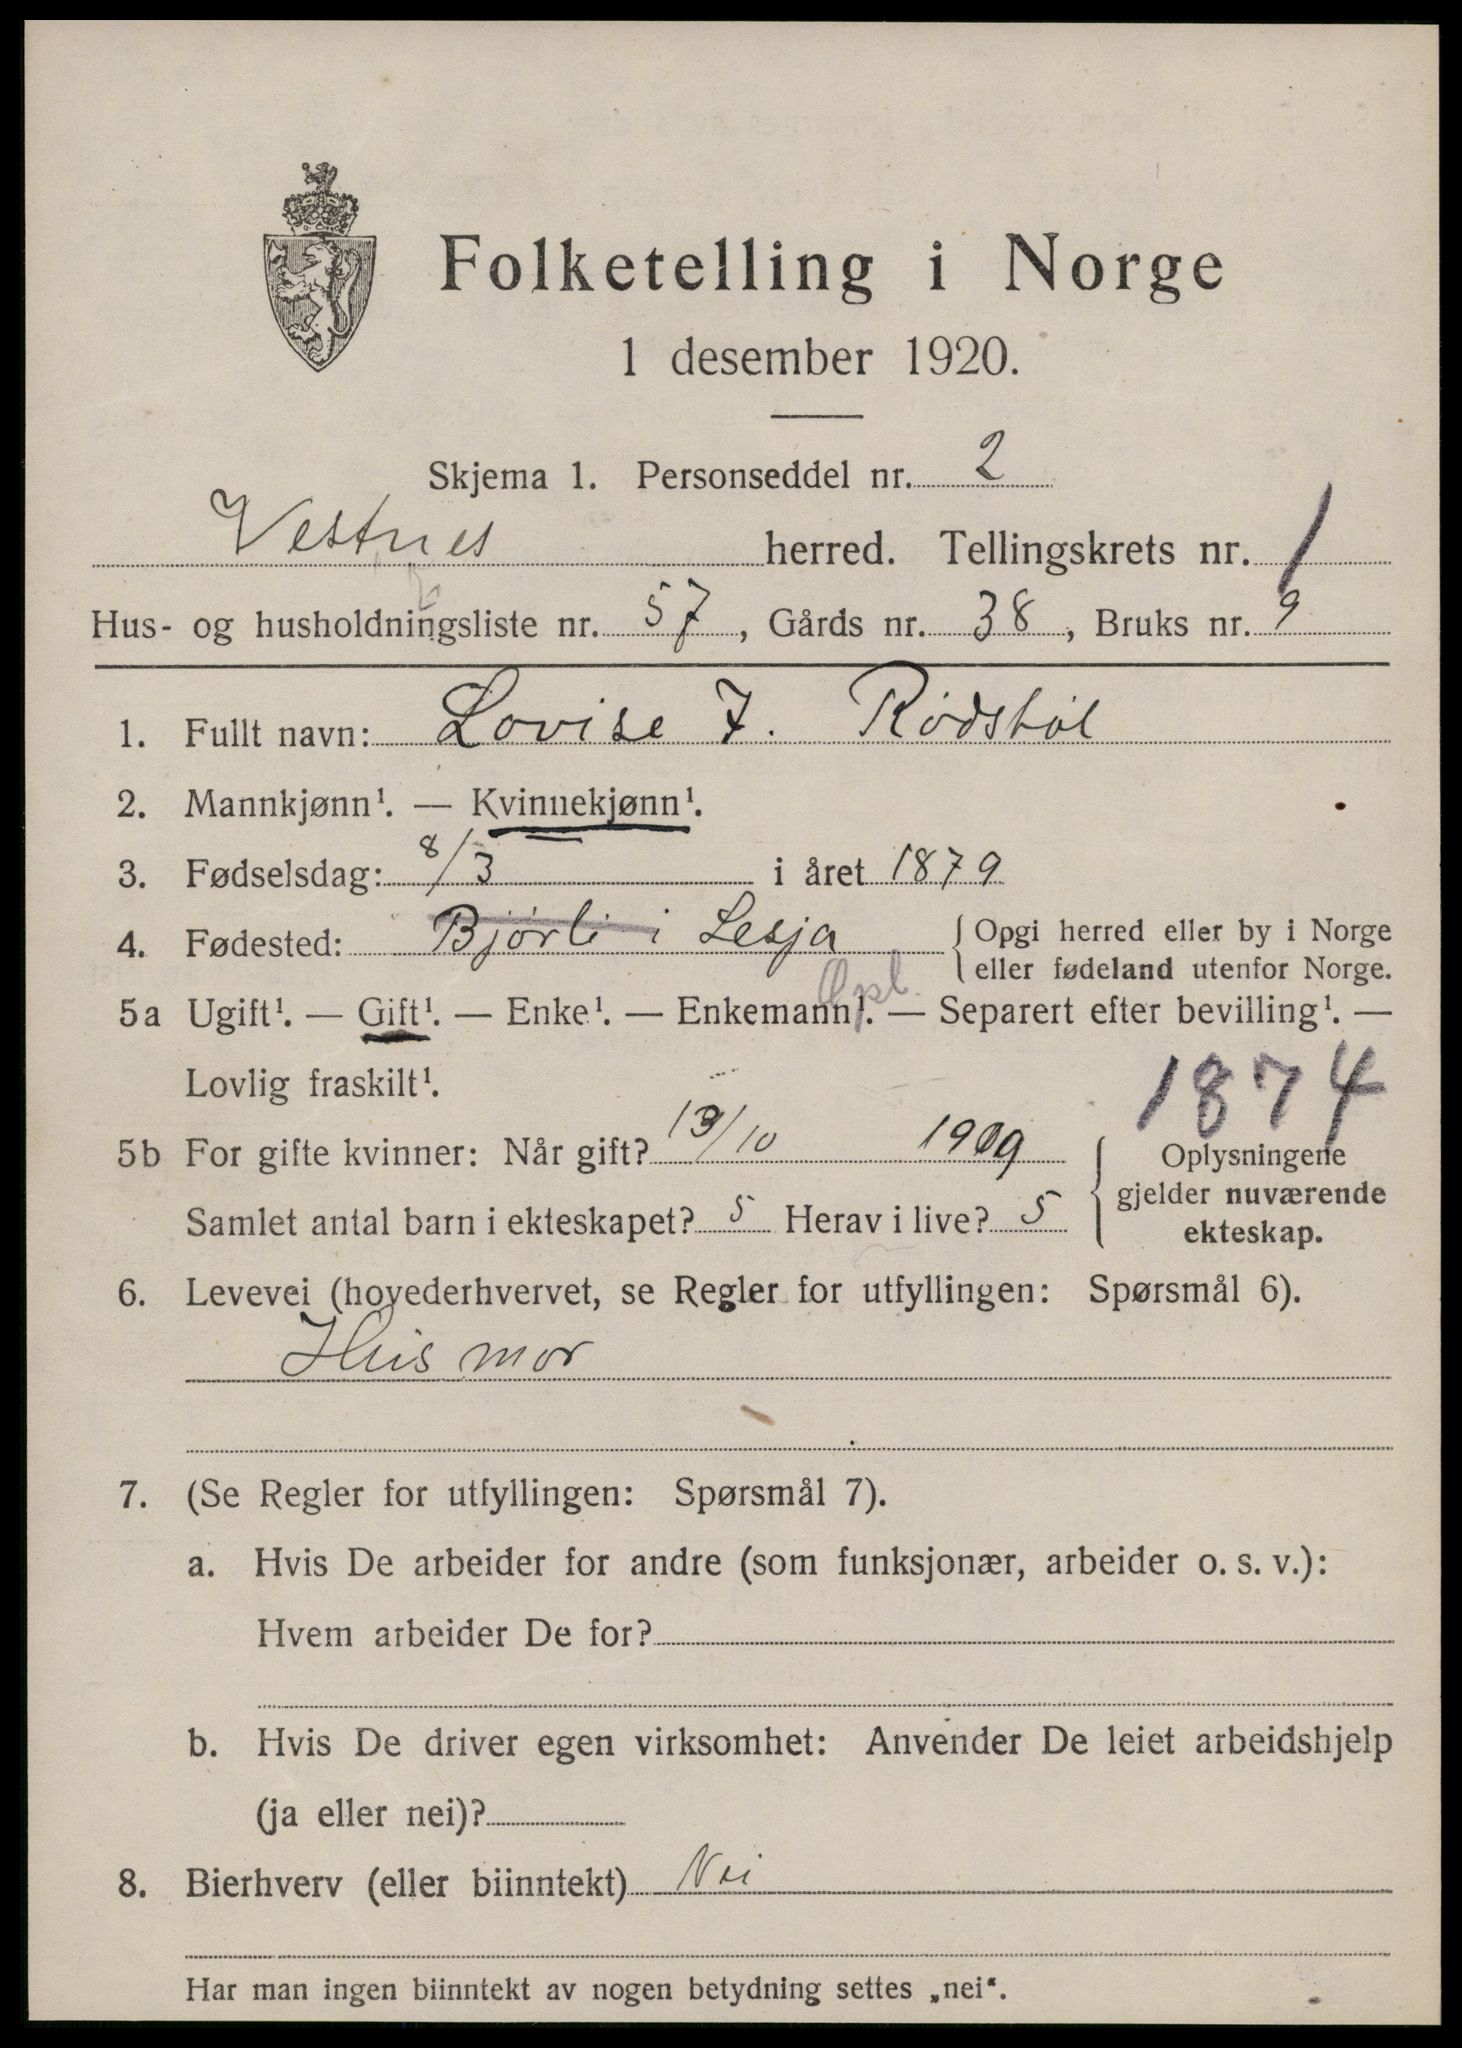 Folketelling i Norge
1 desember 1920.
Skjema 1. Personseddel nr. 2
Vestnes herred. Tellingskrets nr. 1
Hus- og husholdningsliste nr. 57, Gårds nr. 38, Bruks nr. 9
1. Fullt navn: Lovise J. Rødstøl
2. Mannkjønn¹. — Kvinnekjønn¹.
3. Fødselsdag: 8/3 i året 1879
4. Fødested: Bjørli i Lesja { Opgi herred eller by i Norge
eller fødeland utenfor Norge.
Opl.
5a Ugift¹. — Gift¹. — Enke¹. — Enkemann¹. — Separert efter bevilling¹. —
Lovlig fraskilt¹.
1874
5b For gifte kvinner: Når gift? 13/10 1909
Samlet antal barn i ekteskapet? 5 Herav i live? 5
Oplysningene
gjelder nuværende
ekteskap.
6. Levevei (hovederhvervet, se Regler for utfyllingen: Spørsmål 6).
Husmor
7. (Se Regler for utfyllingen: Spørsmål 7).
a. Hvis De arbeider for andre (som funksjonær, arbeider o. s. v.):
Hvem arbeider De for?
b. Hvis De driver egen virksomhet: Anvender De leiet arbeidshjelp
(ja eller nei)?
8. Bierhverv (eller biinntekt) Nei
Har man ingen biinntekt av nogen betydning settes „nei“.